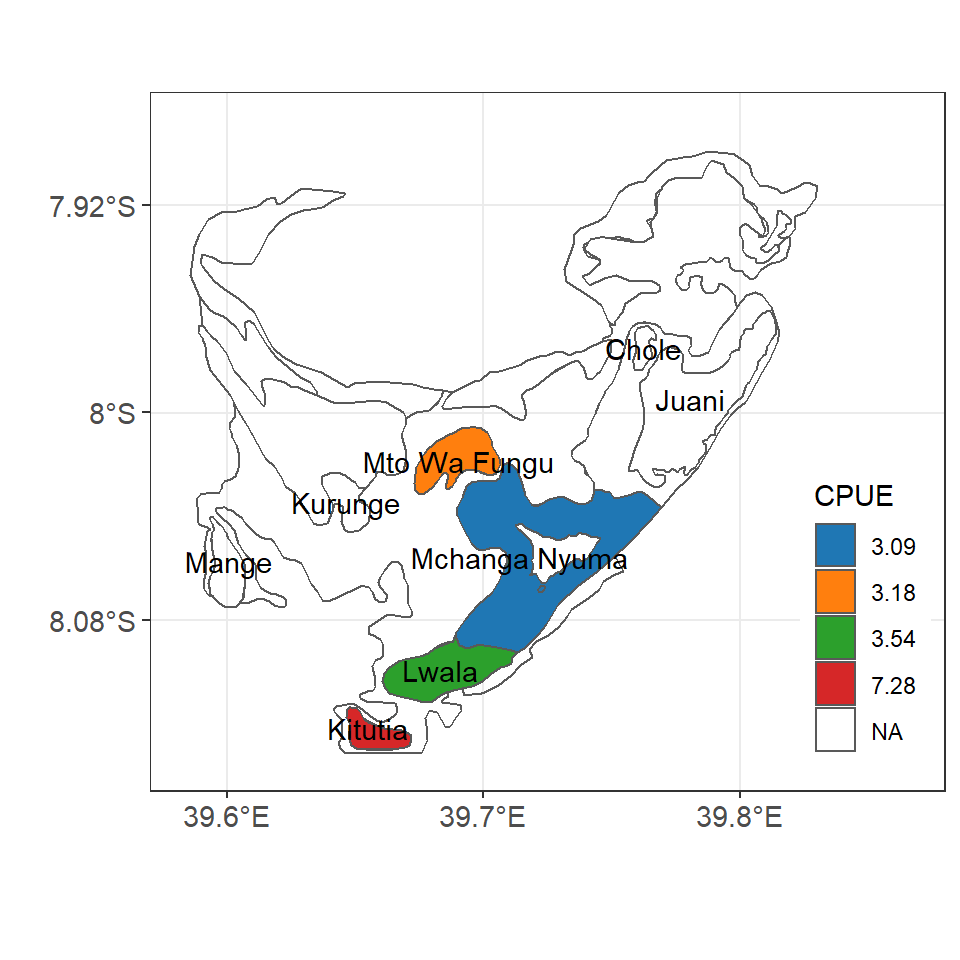 7.92°S
Chole
Juani
8°S
Mto Wa Fungu
Kurunge
CPUE
3.09
Mange
Mchanga Nyuma
3.18
8.08°S
3.54
Lwala
7.28
Kitutia
NA
39.6°E 39.7°E 39.8°E